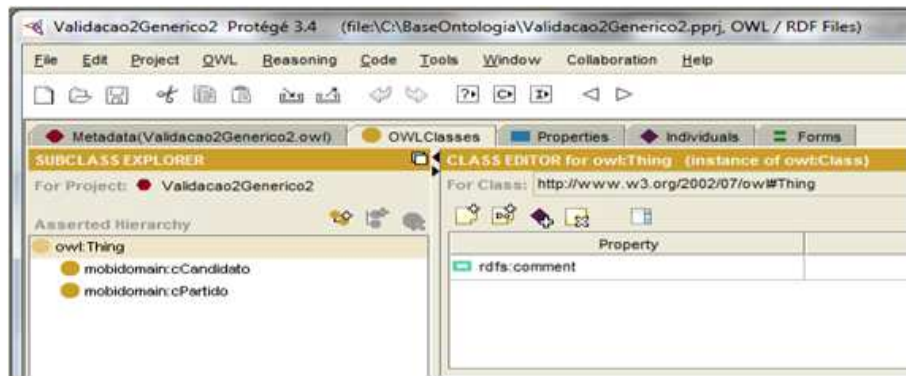 Validacao2Generico2 Protégé 3.4 (file:\C:\BaseOntologia\Validacao2Generico2.pprj, OWL / RDF Files)
File Edit Project OWL Reasoning Code Tools Window Collaboration Help
Metadata(Validacao2Generico2.owl) OWLClasses Properties Individuals Forms
SUBCLASS EXPLORER
For Project: Validacao2Generico2
Asserted Hierarchy
owl:Thing
mobidomain:cCandidato
mobidomain:cPartido
CLASS EDITOR for owl:Thing (instance of owl:Class)
For Class: http://www.w3.org/2002/07/owl#Thing
Property
rdfs:comment